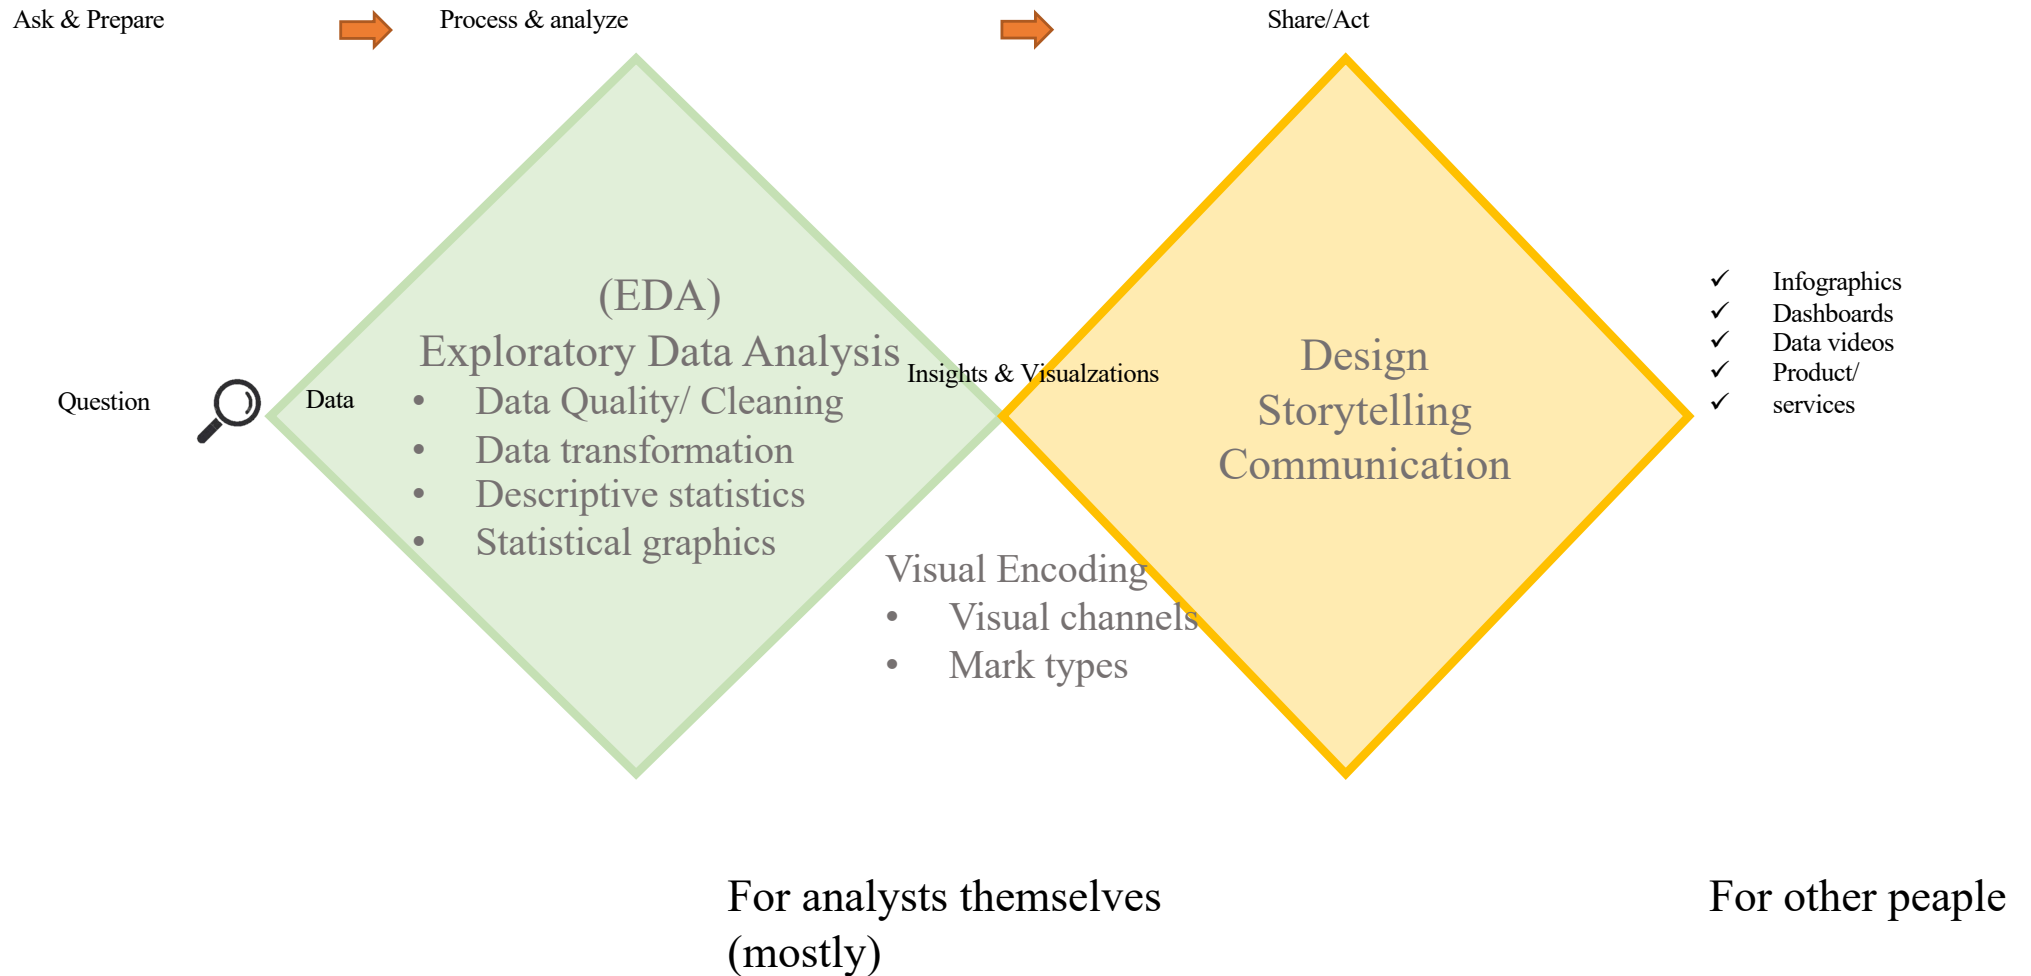 Ask & Prepare
Process & analyze
Share/Act
(EDA)
Exploratory Data Analysis
• Data Quality/ Cleaning
• Data transformation
• Descriptive statistics
• Statistical graphics
Question
Data
Insights & Visualzations
Visual Encoding
• Visual channels
• Mark types
Design
Storytelling
Communication
✓ Infographics
✓ Dashboards
✓ Data videos
✓ Product/
✓ services
For analysts themselves
(mostly)
For other peaple